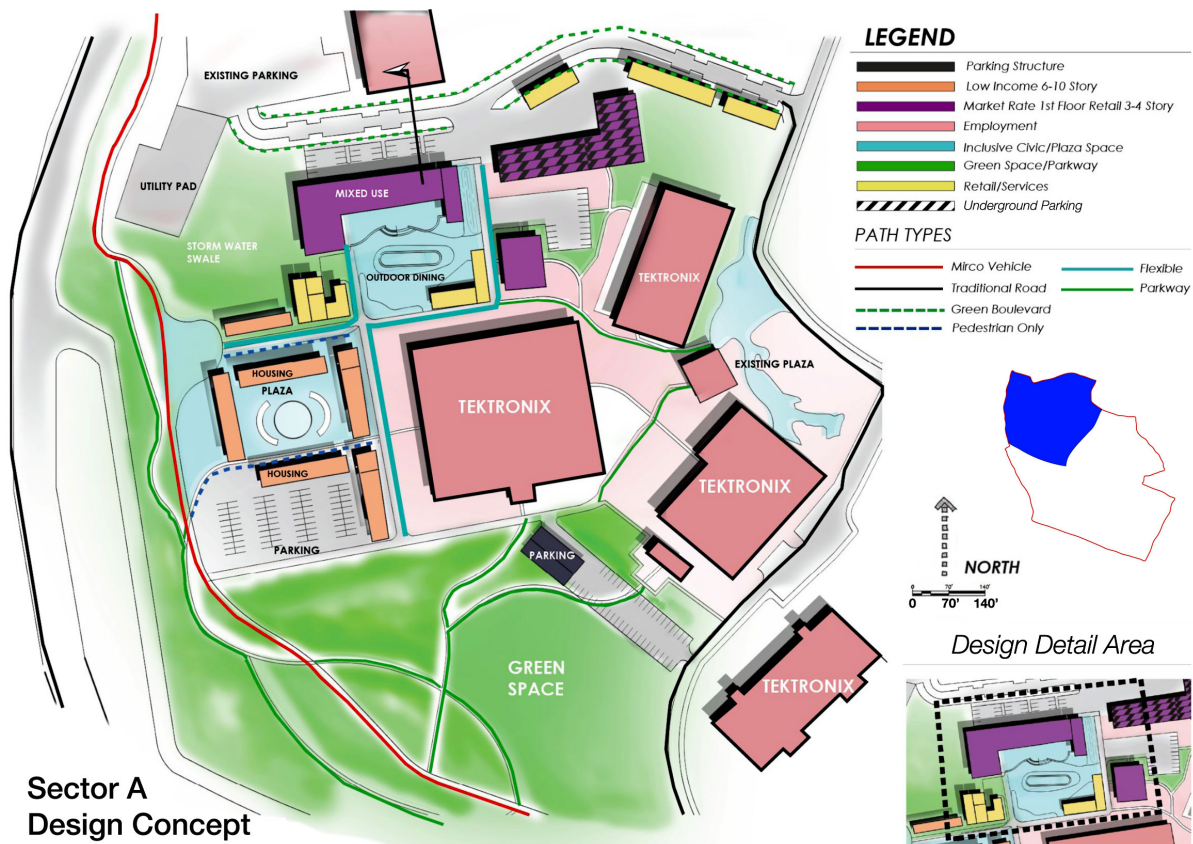 LEGEND
Parking Structure
Low Income 6-10 Story
Market Rate 1st Floor Retail 3-4 Story
Employment
Inclusive Civic/Plaza Space
Green Space/Parkway
Retail/Services
Underground Parking
PATH TYPES
Mirco Vehicle
Flexible
Traditional Road
Parkway
Green Boulevard
Pedestrian Only
EXISTING PARKING
UTILITY PAD
MIXED USE
STORM WATER
SWALE
OUTDOOR DINING
TEKTRONIX
EXISTING PLAZA
HOUSING
PLAZA
TEKTRONIX
HOUSING
TEKTRONIX
PARKING
PARKING
GREEN
SPACE
TEKTRONIX
NORTH
0 70' 140'
0 70' 140'
Design Detail Area
Sector A
Design Concept